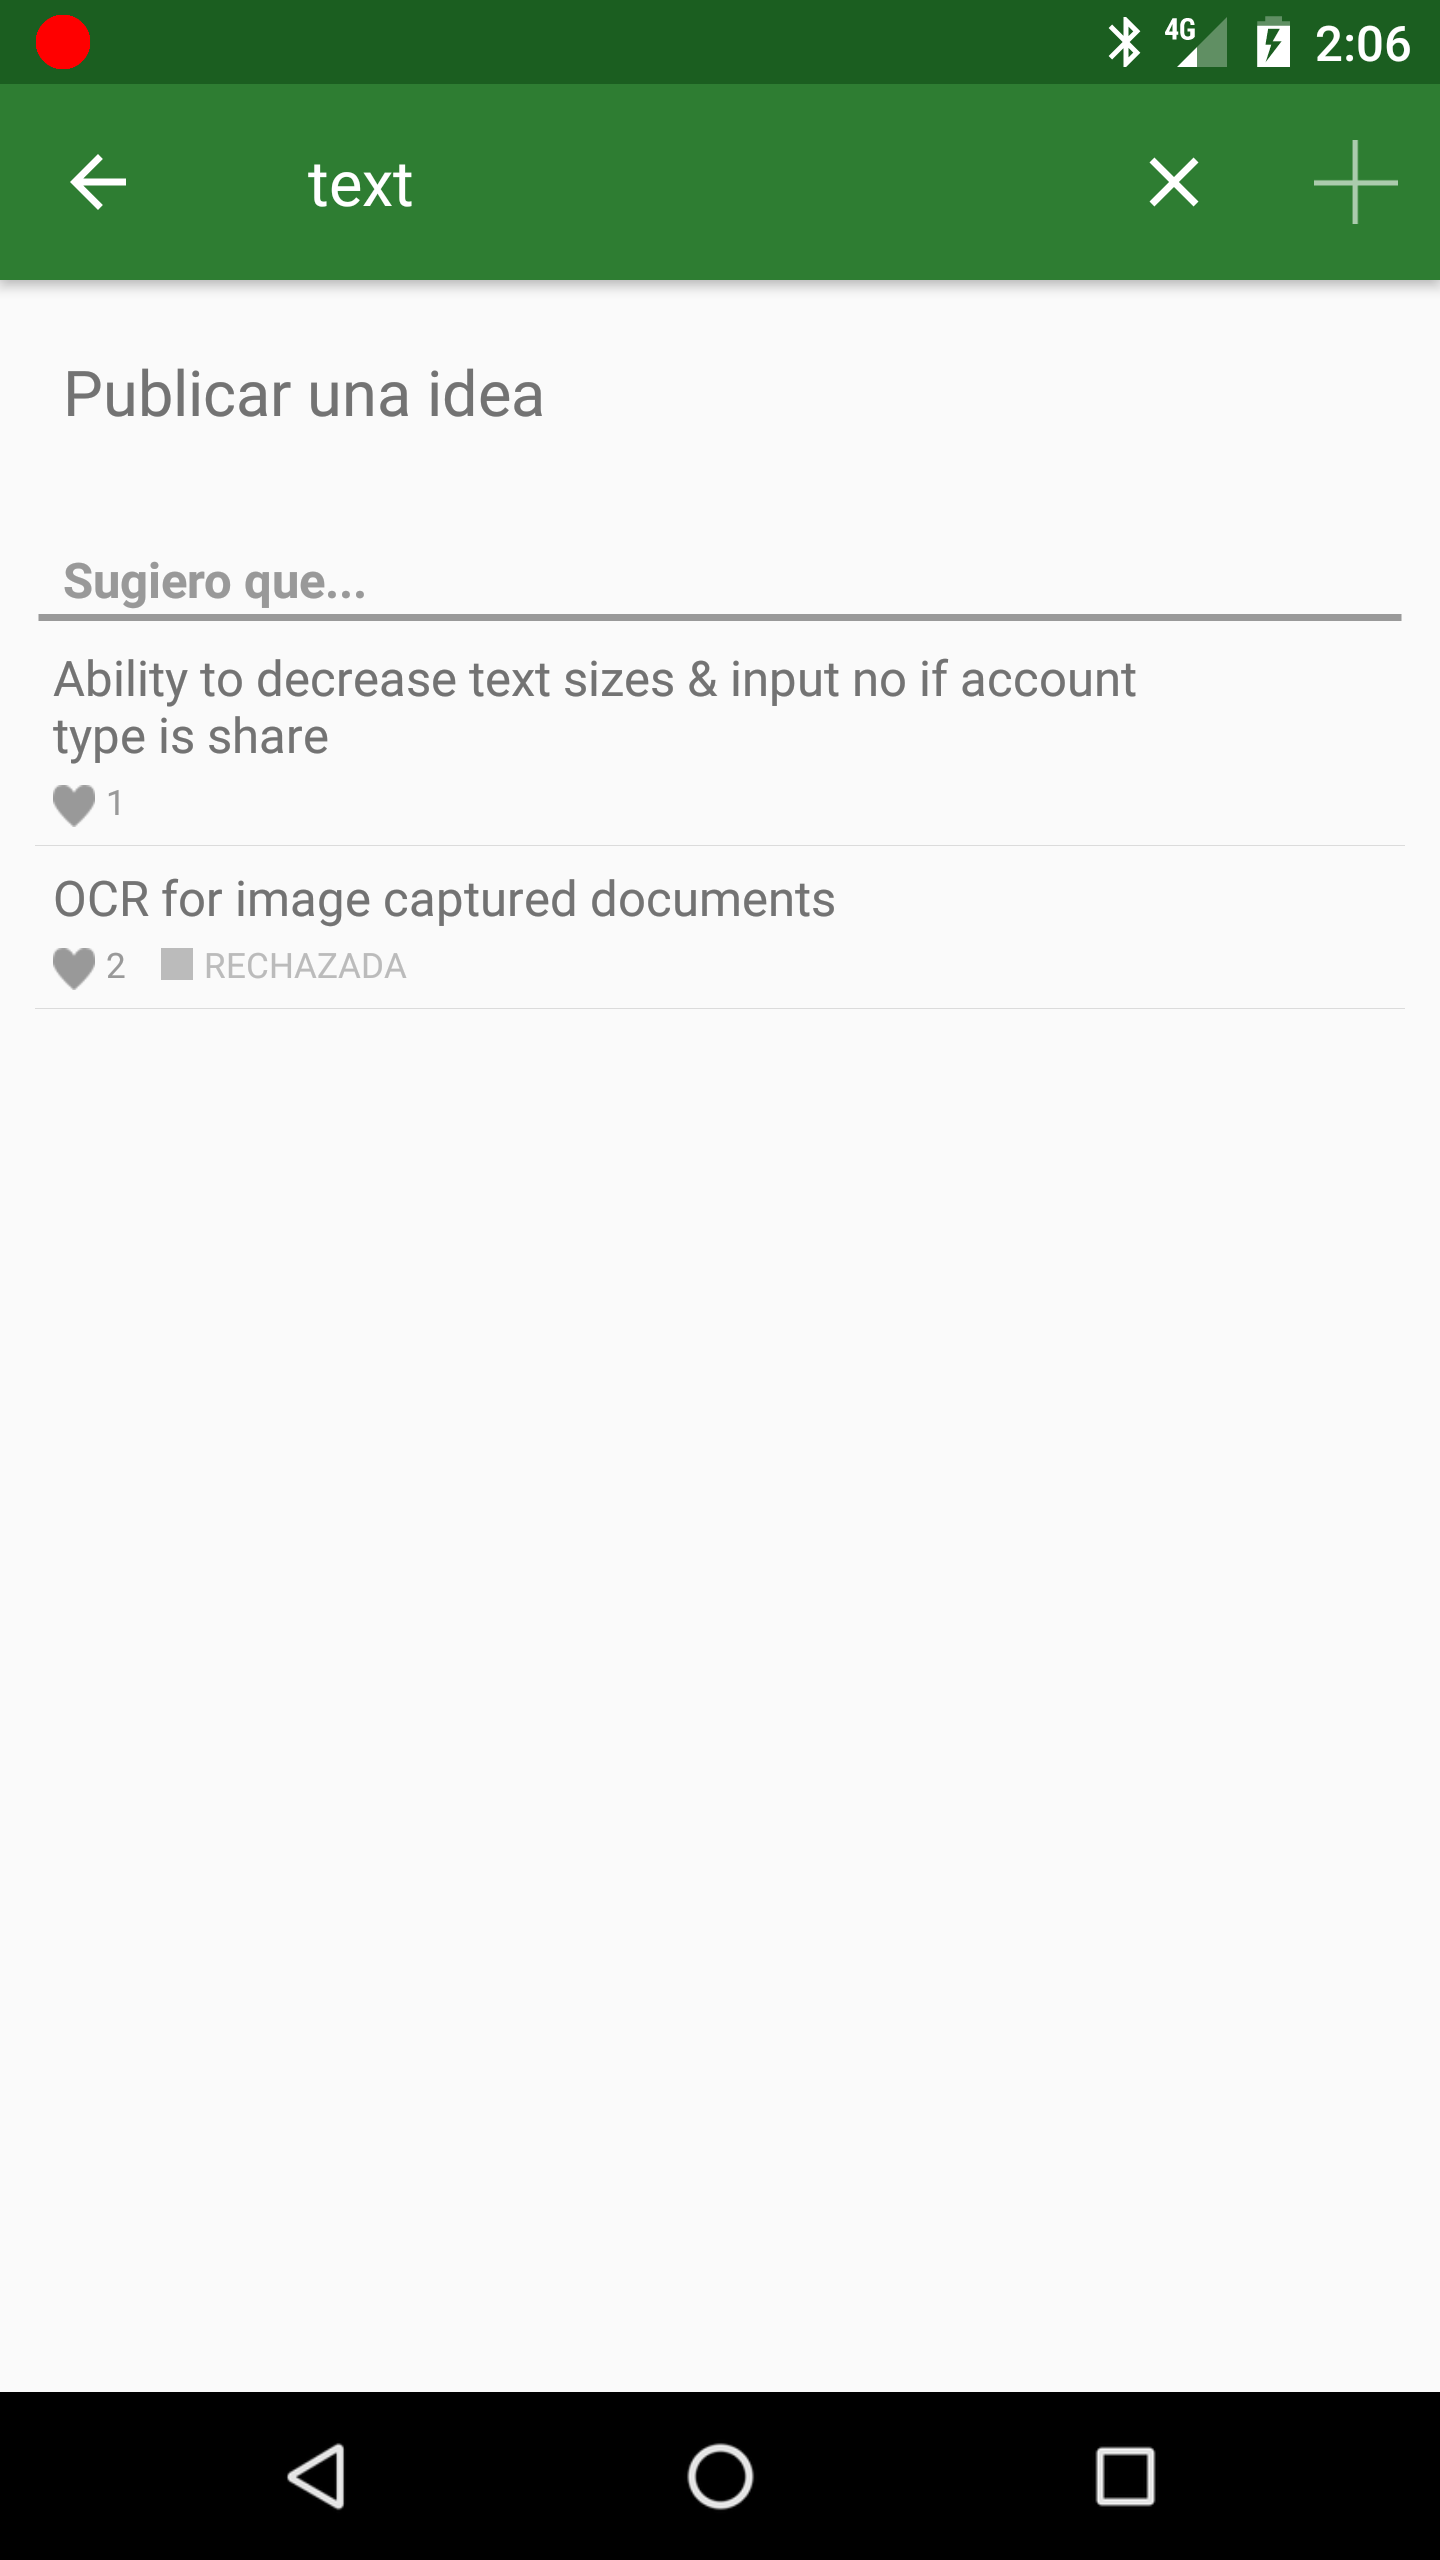 4G 2:06
text
Publicar una idea
Sugiero que...
Ability to decrease text sizes & input no if account
type is share
1
OCR for image captured documents
2 RECHAZADA